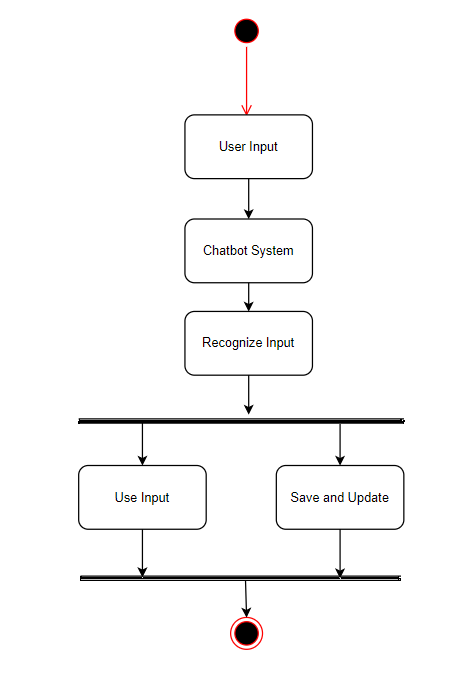 User Input
Chatbot System
Recognize Input
Use Input
Save and Update